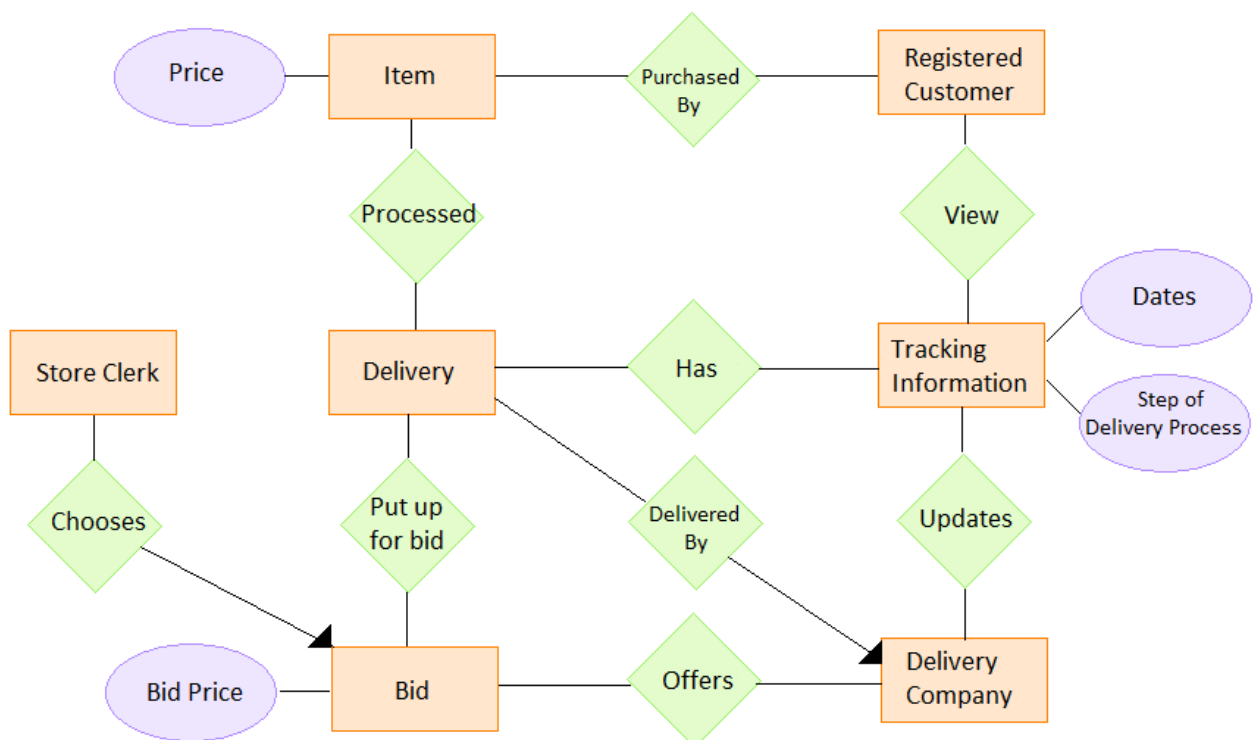 Price
Item
Purchased
By
Registered
Customer
Processed
View
Dates
Store Clerk
Delivery
Has
Tracking
Information
Step of
Delivery Process
Chooses
Put up
for bid
Delivered
By
Updates
Bid Price
Bid
Offers
Delivery
Company